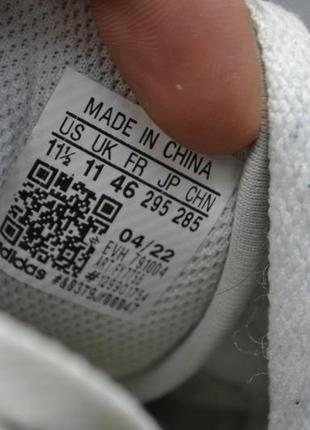 MADE IN CHINA
US UK FR JP CHN
11½ 11 46 295 285
04/22
EVH 791004
adidas